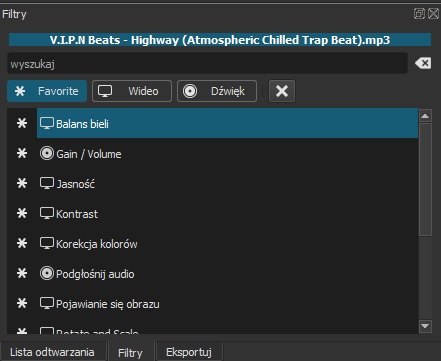 Filtry
V.I.P.N Beats - Highway (Atmospheric Chilled Trap Beat).mp3
wyszukaj
Favorite Wideo Dźwięk
Balans bieli
Gain / Volume
Jasność
Kontrast
Korekcja kolorów
Podgłośnij audio
Pojawianie się obrazu
Rotate and Scale
Lista odtwarzania Filtry Eksportuj